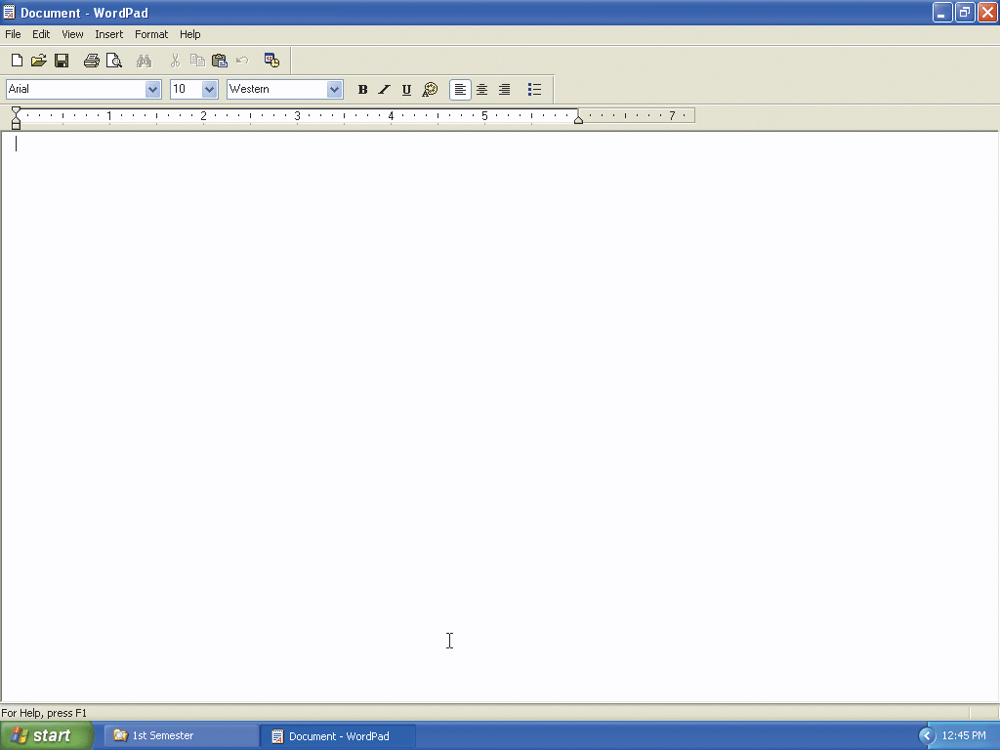 Document - WordPad
File Edit View Insert Format Help
Arial 10 Western B / U
1 2 3 4 5 7
For Help, press F1
start 1st Semester Document - WordPad 12:45 PM